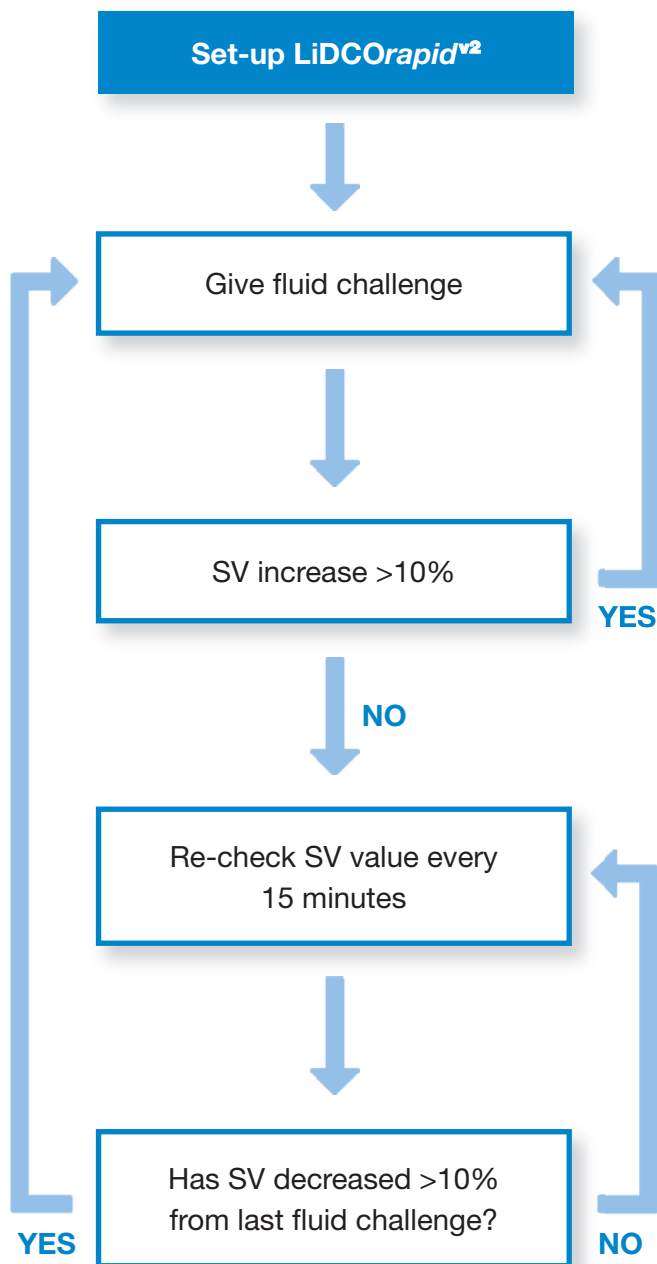 Set-up LiDCOrapidv2
Give fluid challenge
SV increase >10%
YES
NO
Re-check SV value every
15 minutes
Has SV decreased >10%
from last fluid challenge?
YES
NO